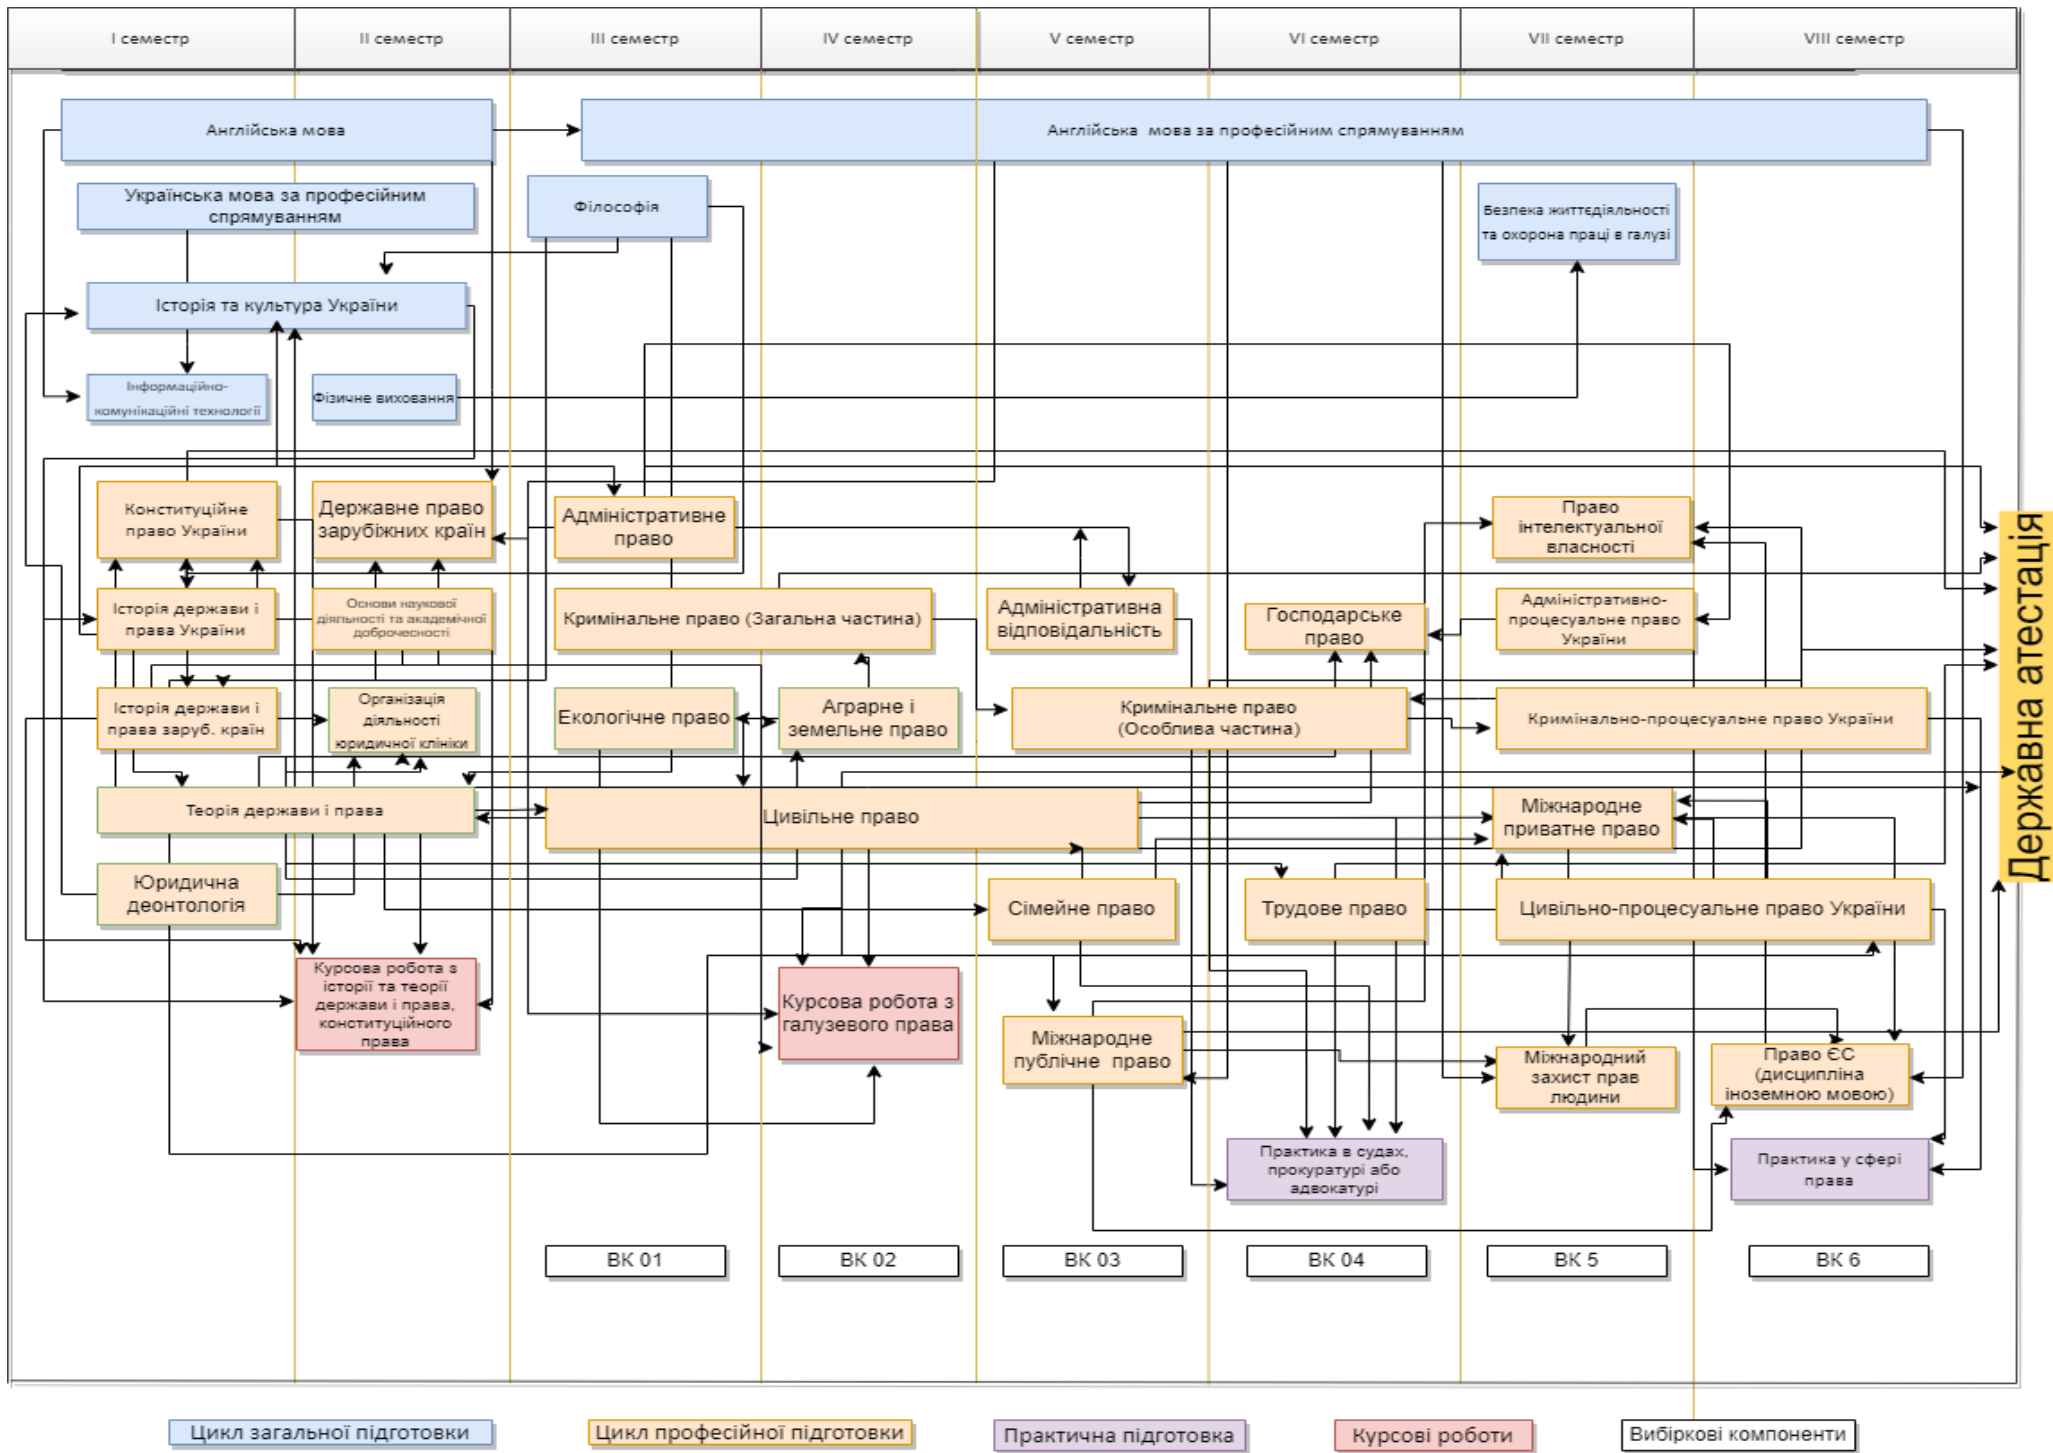 I семестр
II семестр
III семестр
IV семестр
V семестр
VI семестр
VII семестр
VIII семестр
Англійська мова
Англійська мова за професійним спрямуванням
Українська мова за професійним
спрямуванням
Філософія
Безпека життєдіяльності
та охорона праці в галузі
Історія та культура України
Інформаційно-
комунікаційні технології
Фізичне виховання
Конституційне
право України
Державне право
зарубіжних країн
Адміністративне
право
Право
інтелектуальної
власності
Історія держави і
права України
Основи наукової
діяльності та академічної
доброчесності
Кримінальне право (Загальна частина)
Адміністративна
відповідальність
Господарське
право
Адміністративно-
процесуальне право
України
Історія держави і
права заруб. країн
Організація
діяльності
юридичної клініки
Екологічне право
Аграрне і
земельне право
Кримінальне право
(Особлива частина)
Кримінально-процесуальне право України
Теорія держави і права
Цивільне право
Міжнародне
приватне право
Юридична
деонтологія
Сімейне право
Трудове право
Цивільно-процесуальне право України
Курсова робота з
історії та теорії
держави і права,
конституційного
права
Курсова робота з
галузевого права
Міжнародне
публічне право
Міжнародний
захист прав
людини
Право ЄС
(дисципліна
іноземною мовою)
Практика в судах,
прокуратурі або
адвокатурі
Практика у сфері
права
Державна атестація
ВК 01
ВК 02
ВК 03
ВК 04
ВК 5
ВК 6
Цикл загальної підготовки
Цикл професійної підготовки
Практична підготовка
Курсові роботи
Вибіркові компоненти